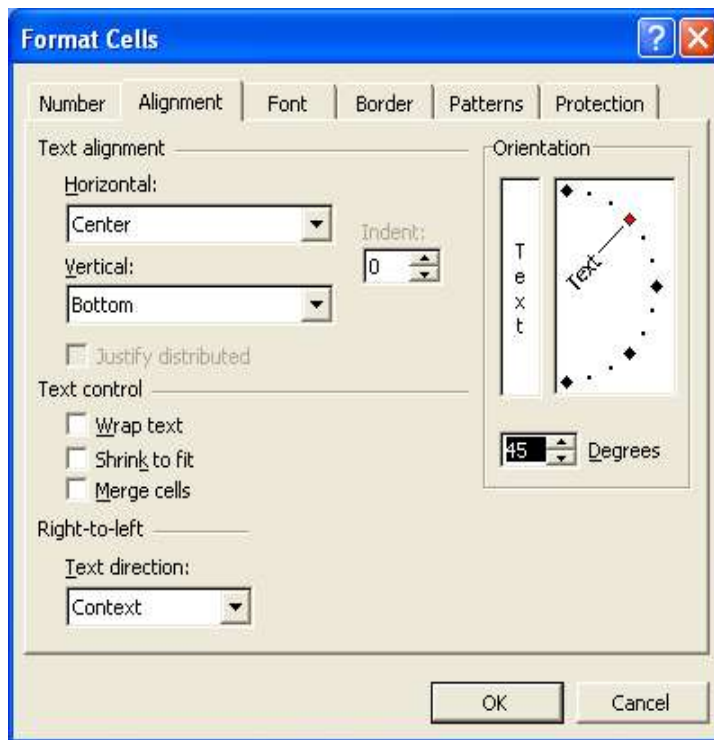 Format Cells
Number Alignment Font Border Patterns Protection
Text alignment
Horizontal:
Center
Indent:
0
Vertical:
Bottom
Justify distributed
Text control
Wrap text
Shrink to fit
Merge cells
Right-to-left
Text direction:
Context
Orientation
Text
Text
45 Degrees
OK Cancel